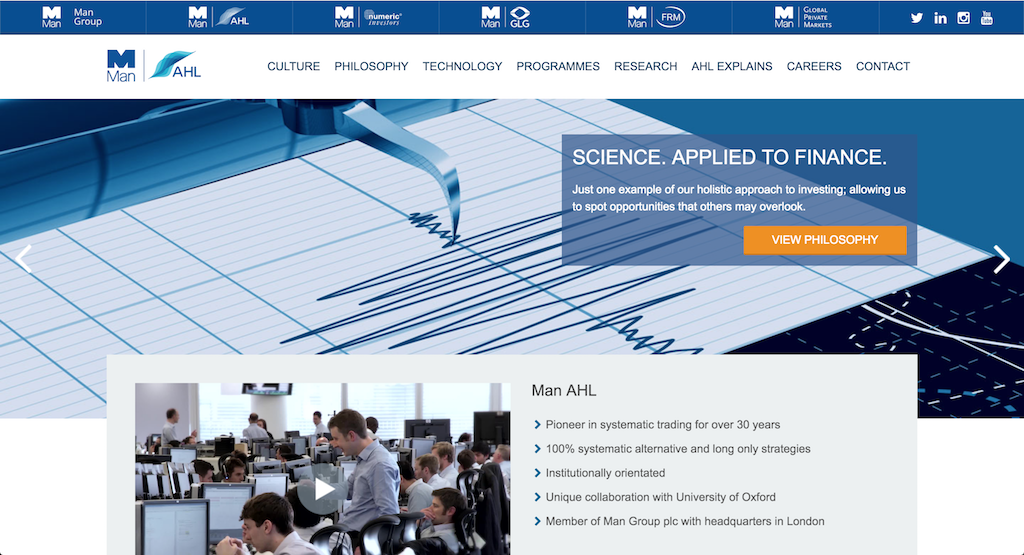 Man
Man
Group
Man
AHL
Man
numeric
investors
Man
GLG
Man
FRM
Man
GLOBAL
PRIVATE
MARKETS
You
Tube
Man
AHL
CULTURE PHILOSOPHY TECHNOLOGY PROGRAMMES RESEARCH AHL EXPLAINS CAREERS CONTACT
SCIENCE. APPLIED TO FINANCE.
Just one example of our holistic approach to investing; allowing us
to spot opportunities that others may overlook.
VIEW PHILOSOPHY
Man AHL
Pioneer in systematic trading for over 30 years
100% systematic alternative and long only strategies
Institutionally orientated
Unique collaboration with University of Oxford
Member of Man Group plc with headquarters in London